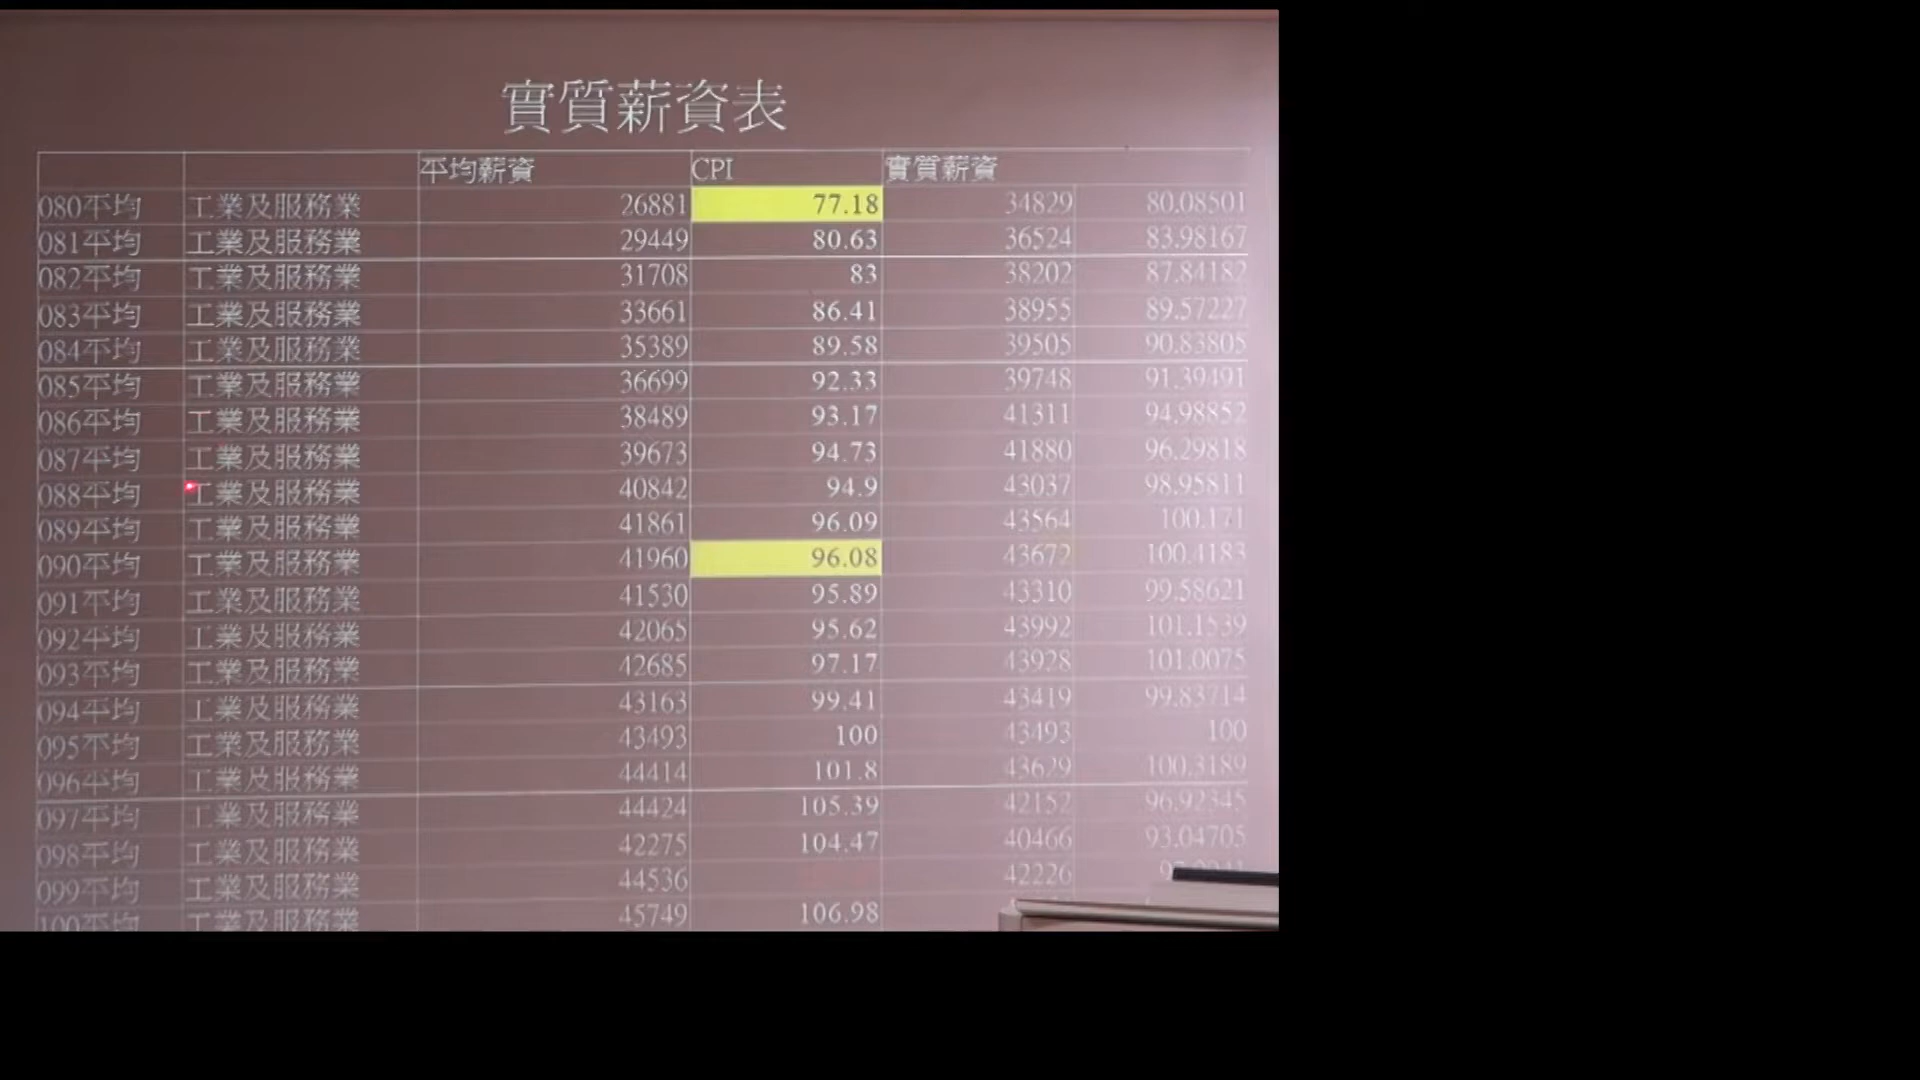 實質薪資表
平均薪資 CPI 實質薪資
080平均 工業及服務業 26881 77.18 34829 80.08501
081平均 工業及服務業 29449 80.63 36524 83.98167
082平均 工業及服務業 31708 83 38202 87.84182
083平均 工業及服務業 33661 86.41 38955 89.57227
084平均 工業及服務業 35389 89.58 39505 90.83805
085平均 工業及服務業 36699 92.33 39748 91.39491
086平均 工業及服務業 38489 93.17 41311 94.98852
087平均 工業及服務業 39673 94.73 41880 96.29818
088平均 工業及服務業 40842 94.9 43037 98.95811
089平均 工業及服務業 41861 96.09 43564 100.171
090平均 工業及服務業 41960 96.08 43672 100.4183
091平均 工業及服務業 41530 95.89 43310 99.58621
092平均 工業及服務業 42065 95.62 43992 101.1539
093平均 工業及服務業 42685 97.17 43928 101.0075
094平均 工業及服務業 43163 99.41 43419 99.83714
095平均 工業及服務業 43493 100 43493 100
096平均 工業及服務業 44414 101.8 43629 100.3189
097平均 工業及服務業 44424 105.39 42152 96.92345
098平均 工業及服務業 42275 104.47 40466 93.04705
099平均 工業及服務業 44536 42226
100平均 工業及服務業 45749 106.98